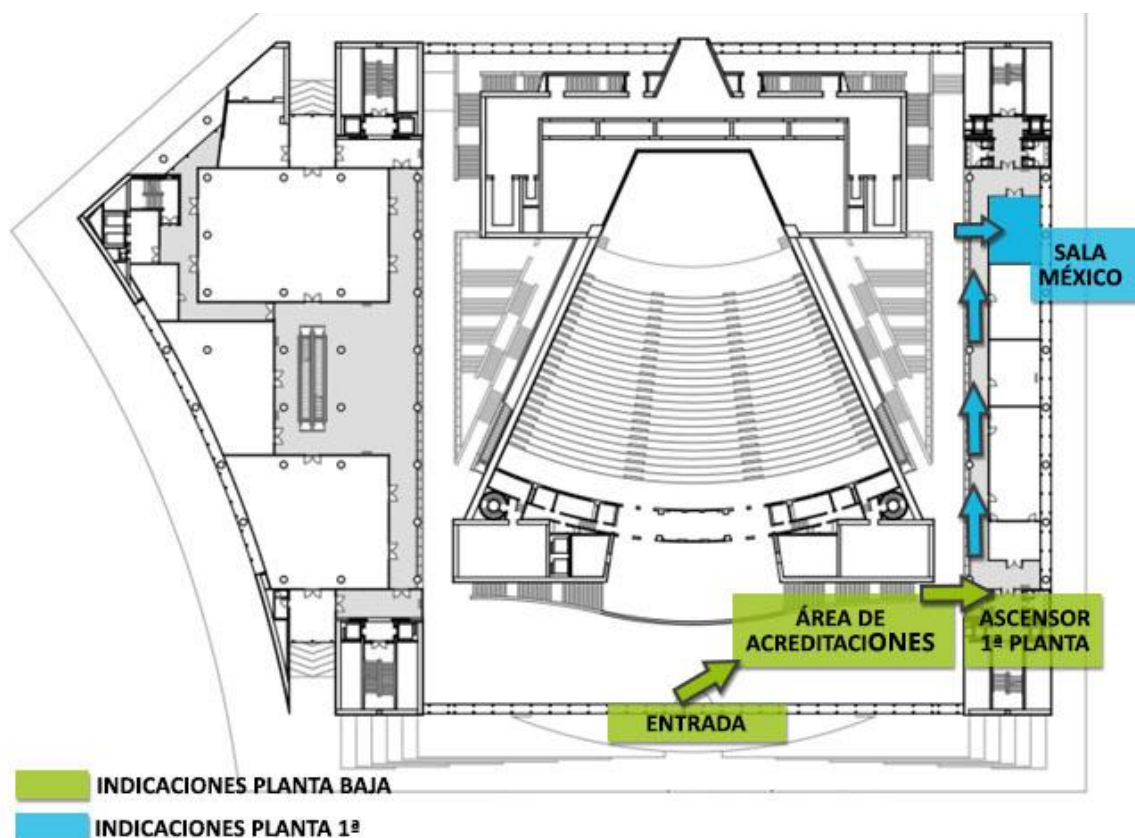 SALA
MÉXICO
ÁREA DE
ACREDITACIONES
ASCENSOR
1ª PLANTA
ENTRADA
INDICACIONES PLANTA BAJA
INDICACIONES PLANTA 1ª